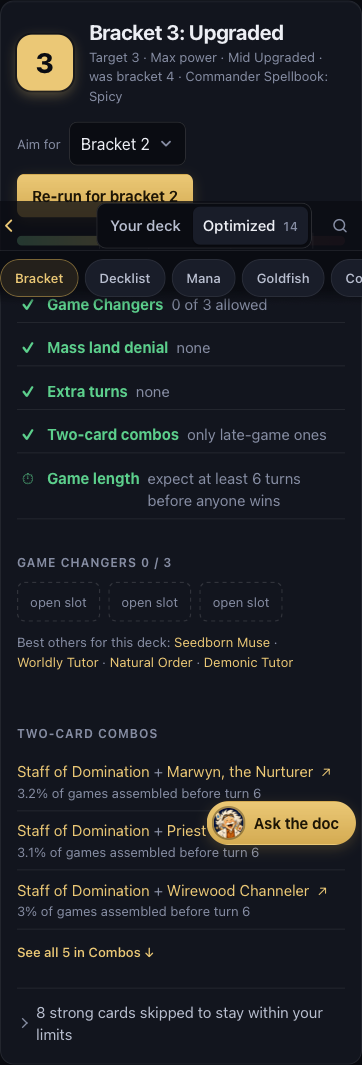 3
Bracket 3: Upgraded
Target 3 · Max power · Mid Upgraded ·
was bracket 4 · Commander Spellbook:
Spicy
Aim for
Bracket 2
Re-run for bracket 2
Your deck
Optimized 14
Bracket
Decklist
Mana
Goldfish
Co
Game Changers 0 of 3 allowed
Mass land denial none
Extra turns none
Two-card combos only late-game ones
Game length expect at least 6 turns
before anyone wins
GAME CHANGERS 0 / 3
open slot
open slot
open slot
Best others for this deck: Seedborn Muse ·
Worldly Tutor · Natural Order · Demonic Tutor
TWO-CARD COMBOS
Staff of Domination + Marwyn, the Nurturer ↗
3.2% of games assembled before turn 6
Staff of Domination + Priest
Ask the doc
3.1% of games assembled before turn 6
Staff of Domination + Wirewood Channeler ↗
3% of games assembled before turn 6
See all 5 in Combos ↓
8 strong cards skipped to stay within your
limits